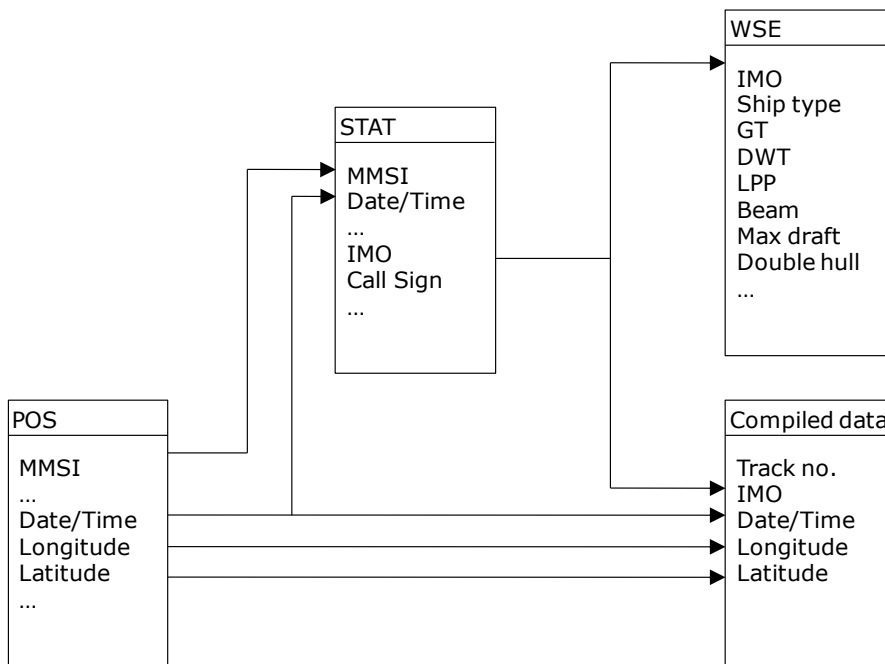 WSE
IMO
Ship type
GT
DWT
LPP
Beam
Max draft
Double hull
...
STAT
MMSI
Date/Time
...
IMO
Call Sign
...
POS
MMSI
...
Date/Time
Longitude
Latitude
...
Compiled data
Track no.
IMO
Date/Time
Longitude
Latitude